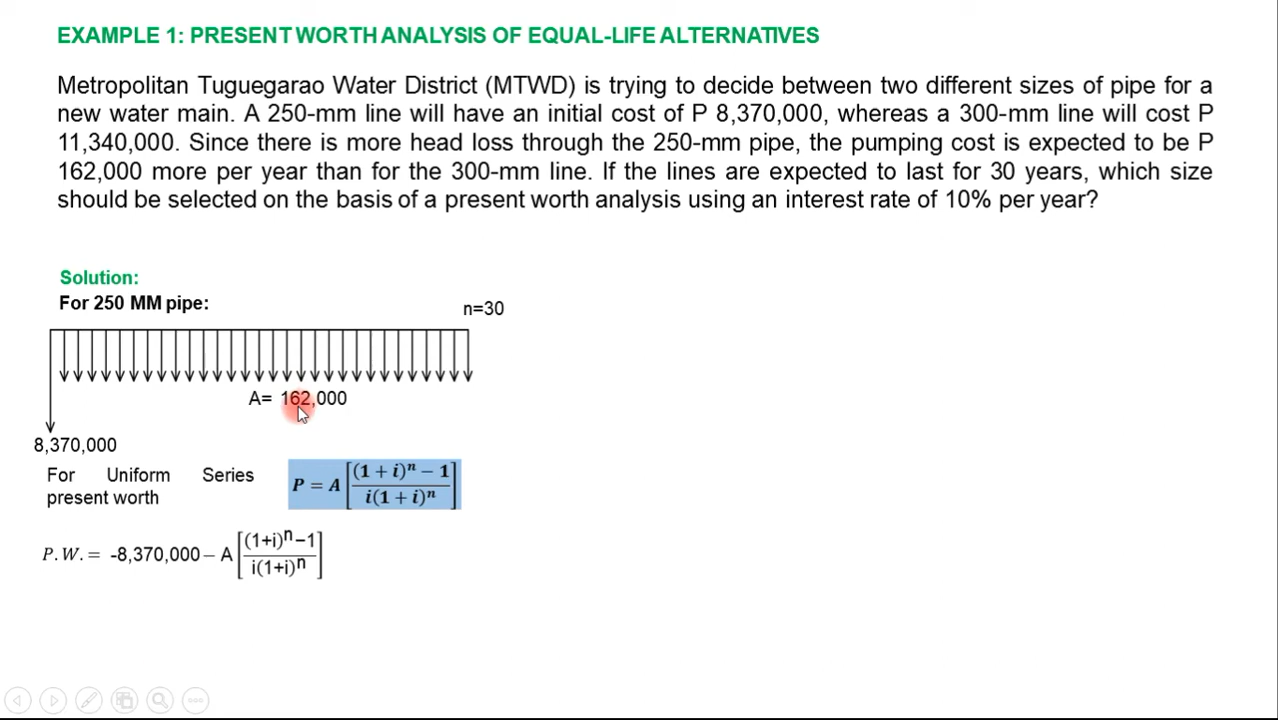 EXAMPLE 1: PRESENT WORTH ANALYSIS OF EQUAL-LIFE ALTERNATIVES
Metropolitan Tuguegarao Water District (MTWD) is trying to decide between two different sizes of pipe for a
new water main. A 250-mm line will have an initial cost of P 8,370,000, whereas a 300-mm line will cost P
11,340,000. Since there is more head loss through the 250-mm pipe, the pumping cost is expected to be P
162,000 more per year than for the 300-mm line. If the lines are expected to last for 30 years, which size
should be selected on the basis of a present worth analysis using an interest rate of 10% per year?
Solution:
For 250 MM pipe:
n=30
A= 162,000
8,370,000
For Uniform Series
present worth
P = A [((1 + i)^n − 1) / (i(1 + i)^n)]
P.W. = -8,370,000 – A [((1+i)^n−1) / (i(1+i)^n)]